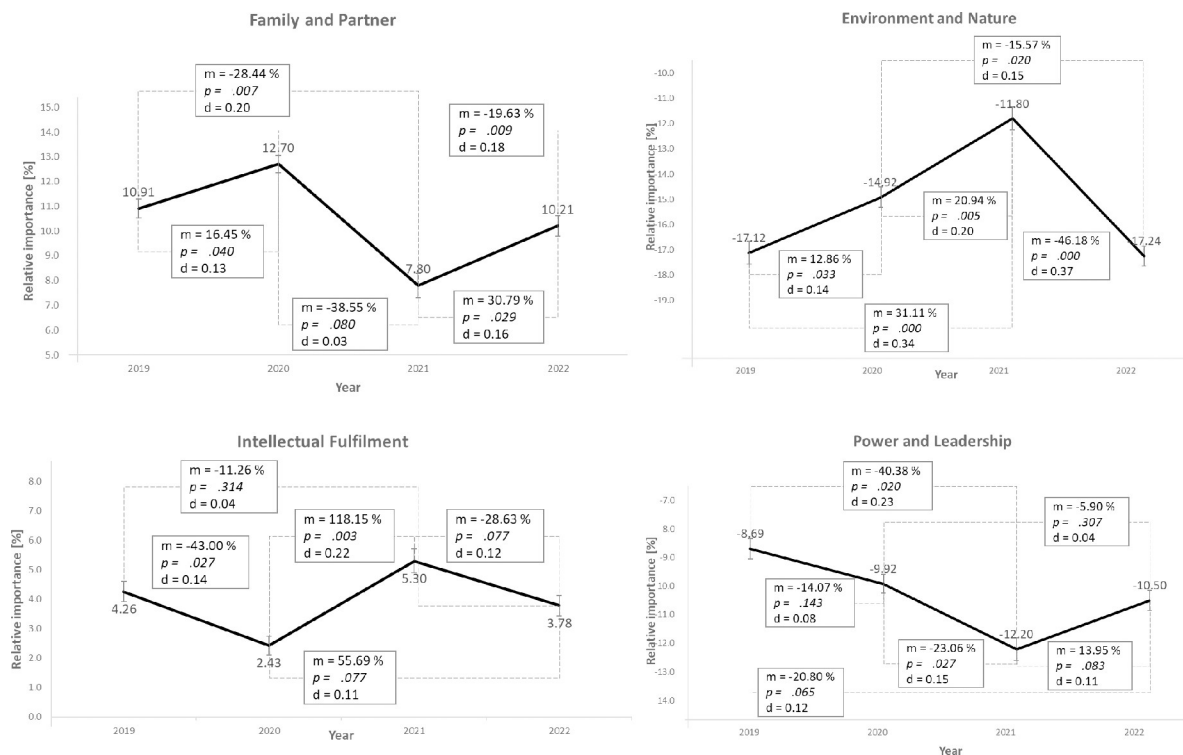 Family and Partner
m = -28.44 %
p = .007
d = 0.20
m = -19.63 %
p = .009
d = 0.18
m = 16.45 %
p = .040
d = 0.13
m = -38.55 %
p = .080
d = 0.03
m = 30.79 %
p = .029
d = 0.16
10.91
12.70
7.80
10.21
Relative importance [%]
15.0
14.0
13.0
12.0
11.0
10.0
9.0
8.0
7.0
6.0
5.0
2019
2020
2021
2022
Year
Environment and Nature
m = -15.57 %
p = .020
d = 0.15
m = 20.94 %
p = .005
d = 0.20
m = 12.86 %
p = .033
d = 0.14
m = -46.18 %
p = .000
d = 0.37
m = 31.11 %
p = .000
d = 0.34
-17.12
-14.92
-11.80
-17.24
Relative importance [%]
-10.0
-11.0
-12.0
-13.0
-14.0
-15.0
-16.0
-17.0
-18.0
-19.0
2019
2020
2021
2022
Year
Intellectual Fulfilment
m = -11.26 %
p = .314
d = 0.04
m = -43.00 %
p = .027
d = 0.14
m = 118.15 %
p = .003
d = 0.22
m = -28.63 %
p = .077
d = 0.12
m = 55.69 %
p = .077
d = 0.11
4.26
2.43
5.30
3.78
Relative importance [%]
8.0
7.0
6.0
5.0
4.0
3.0
2.0
1.0
0.0
2019
2020
2021
2022
Year
Power and Leadership
m = -40.38 %
p = .020
d = 0.23
m = -5.90 %
p = .307
d = 0.04
m = -14.07 %
p = .143
d = 0.08
m = -23.06 %
p = .027
d = 0.15
m = 13.95 %
p = .083
d = 0.11
m = -20.80 %
p = .065
d = 0.12
-8.69
-9.92
-12.20
-10.50
Relative importance [%]
-7.0
-8.0
-9.0
-10.0
-11.0
-12.0
-13.0
14.0
2019
2020
2021
2022
Year